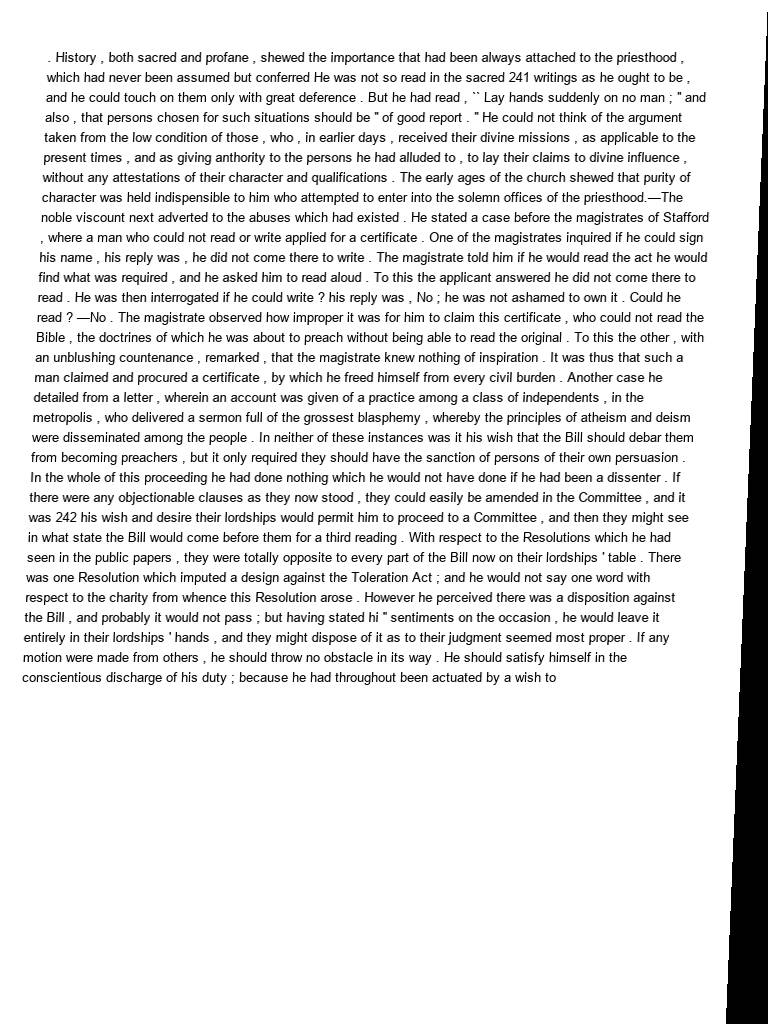 . History , both sacred and profane , shewed the importance that had been always attached to the priesthood ,
which had never been assumed but conferred He was not so read in the sacred 241 writings as he ought to be ,
and he could touch on them only with great deference . But he had read , `` Lay hands suddenly on no man ; " and
also , that persons chosen for such situations should be " of good report . " He could not think of the argument
taken from the low condition of those , who , in earlier days , received their divine missions , as applicable to the
present times , and as giving anthority to the persons he had alluded to , to lay their claims to divine influence ,
without any attestations of their character and qualifications . The early ages of the church shewed that purity of
character was held indispensible to him who attempted to enter into the solemn offices of the priesthood.—The
noble viscount next adverted to the abuses which had existed . He stated a case before the magistrates of Stafford
, where a man who could not read or write applied for a certificate . One of the magistrates inquired if he could sign
his name , his reply was , he did not come there to write . The magistrate told him if he would read the act he would
find what was required , and he asked him to read aloud . To this the applicant answered he did not come there to
read . He was then interrogated if he could write ? his reply was , No ; he was not ashamed to own it . Could he
read ? —No . The magistrate observed how improper it was for him to claim this certificate , who could not read the
Bible , the doctrines of which he was about to preach without being able to read the original . To this the other , with
an unblushing countenance , remarked , that the magistrate knew nothing of inspiration . It was thus that such a
man claimed and procured a certificate , by which he freed himself from every civil burden . Another case he
detailed from a letter , wherein an account was given of a practice among a class of independents , in the
metropolis , who delivered a sermon full of the grossest blasphemy , whereby the principles of atheism and deism
were disseminated among the people . In neither of these instances was it his wish that the Bill should debar them
from becoming preachers , but it only required they should have the sanction of persons of their own persuasion .
In the whole of this proceeding he had done nothing which he would not have done if he had been a dissenter . If
there were any objectionable clauses as they now stood , they could easily be amended in the Committee , and it
was 242 his wish and desire their lordships would permit him to proceed to a Committee , and then they might see
in what state the Bill would come before them for a third reading . With respect to the Resolutions which he had
seen in the public papers , they were totally opposite to every part of the Bill now on their lordships ' table . There
was one Resolution which imputed a design against the Toleration Act ; and he would not say one word with
respect to the charity from whence this Resolution arose . However he perceived there was a disposition against
the Bill , and probably it would not pass ; but having stated hi " sentiments on the occasion , he would leave it
entirely in their lordships ' hands , and they might dispose of it as to their judgment seemed most proper . If any
motion were made from others , he should throw no obstacle in its way . He should satisfy himself in the
conscientious discharge of his duty ; because he had throughout been actuated by a wish to